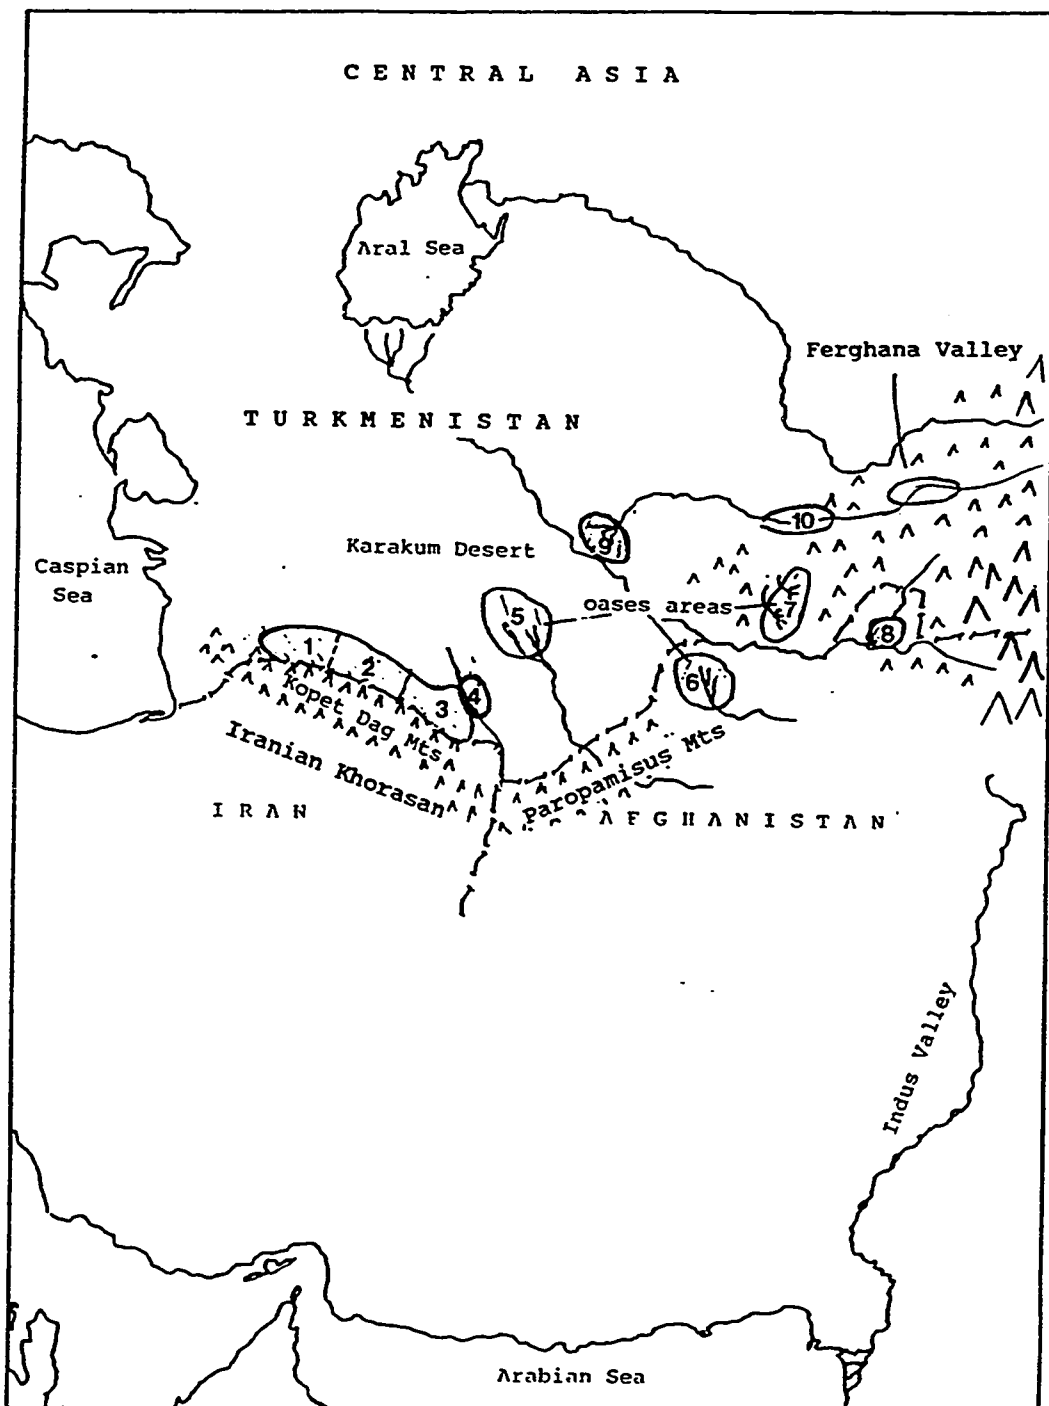 CENTRAL ASIA
Aral Sea
Ferghana Valley
TURKMENISTAN
Karakum Desert
Caspian
Sea
oases areas
1
2
3
4
5
6
7
8
9
10
Kopet Dag Mts
Iranian Khorasan
Paropamisus Mts
IRAN
AFGHANISTAN
Indus Valley
Arabian Sea